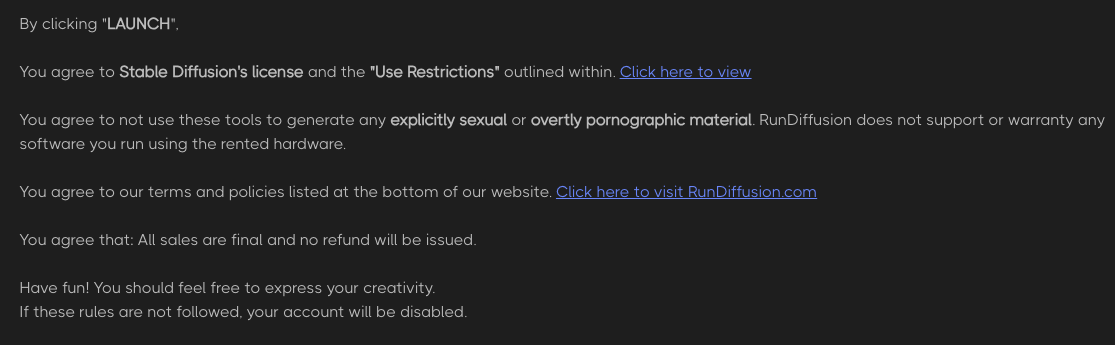 By clicking "LAUNCH",
You agree to Stable Diffusion's license and the "Use Restrictions" outlined within. Click here to view
You agree to not use these tools to generate any explicitly sexual or overtly pornographic material. RunDiffusion does not support or warranty any
software you run using the rented hardware.
You agree to our terms and policies listed at the bottom of our website. Click here to visit RunDiffusion.com
You agree that: All sales are final and no refund will be issued.
Have fun! You should feel free to express your creativity.
If these rules are not followed, your account will be disabled.